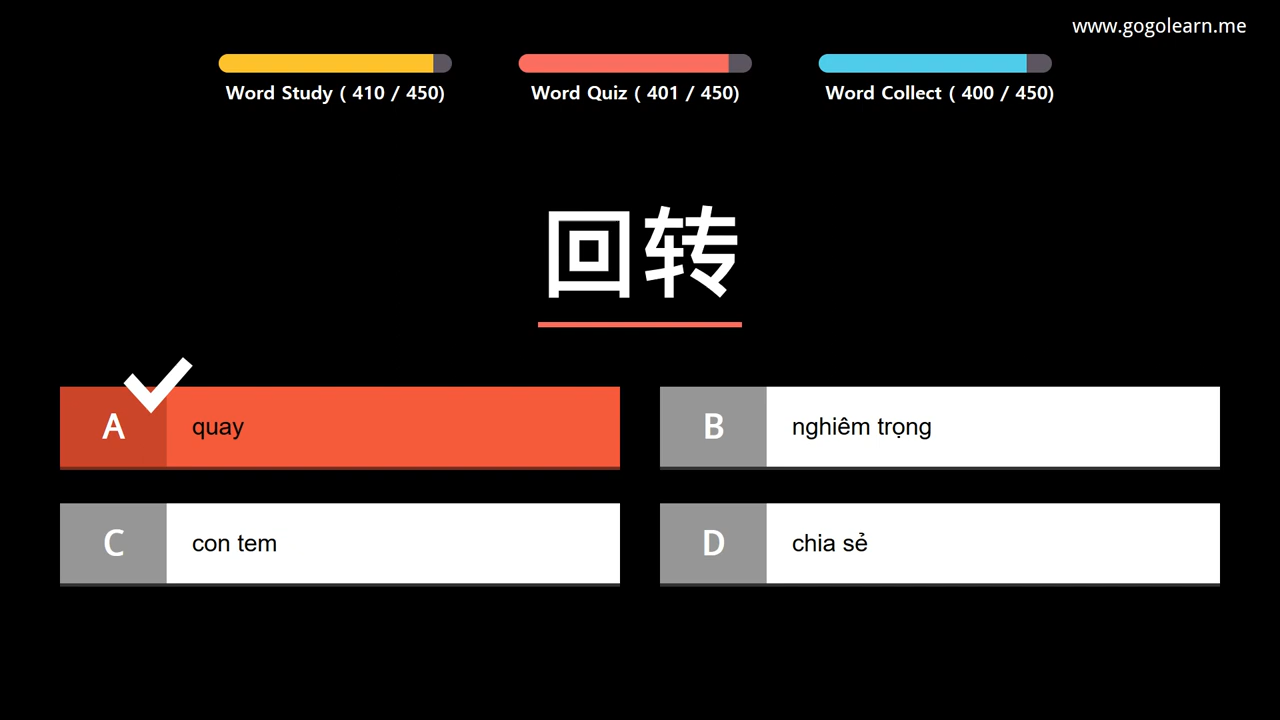 www.gogolearn.me
Word Study ( 410 / 450)
Word Quiz ( 401 / 450)
Word Collect ( 400 / 450)
回转
A
quay
B
nghiêm trọng
C
con tem
D
chia sẻ